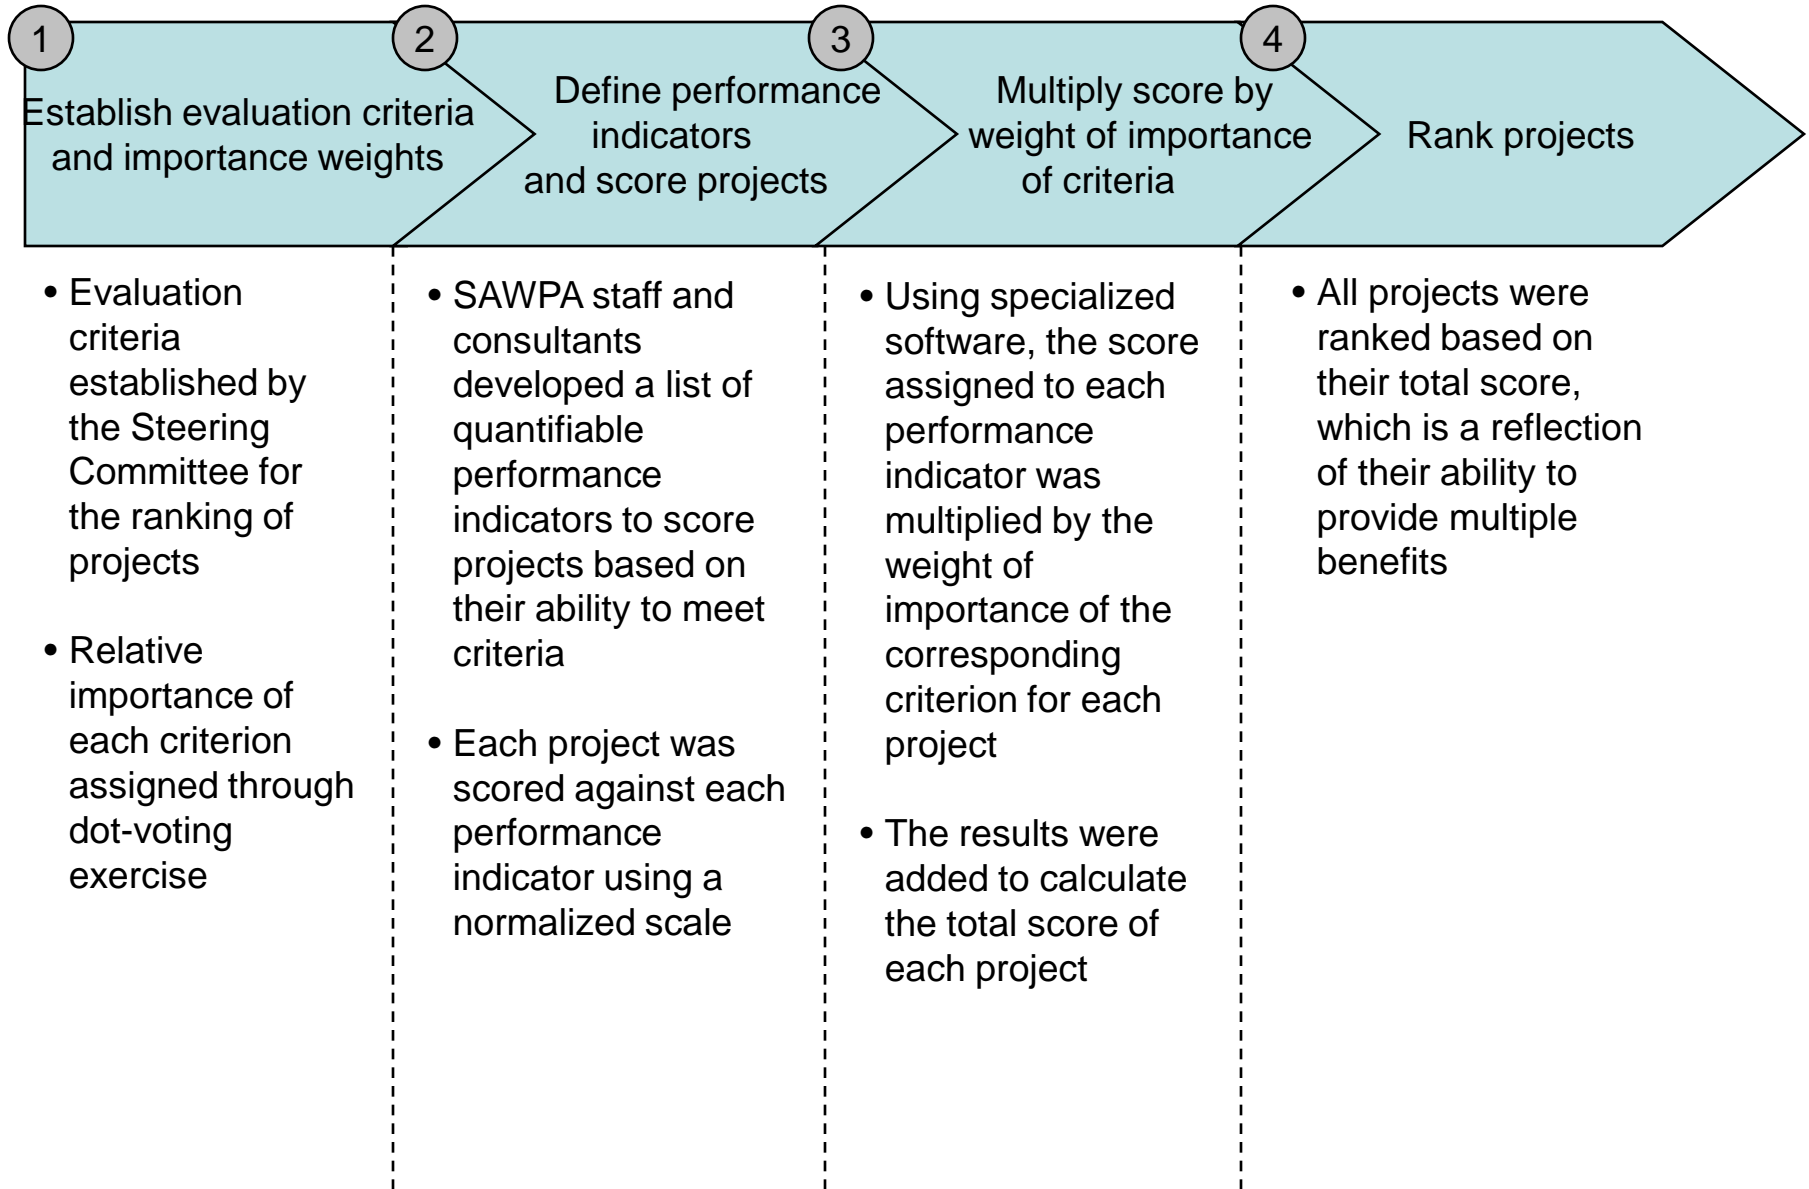 1
Establish evaluation criteria
and importance weights
2
Define performance
indicators
and score projects
3
Multiply score by
weight of importance
of criteria
4
Rank projects
• Evaluation
criteria
established by
the Steering
Committee for
the ranking of
projects
• Relative
importance of
each criterion
assigned through
dot-voting
exercise
• SAWPA staff and
consultants
developed a list of
quantifiable
performance
indicators to score
projects based on
their ability to meet
criteria
• Each project was
scored against each
performance
indicator using a
normalized scale
• Using specialized
software, the score
assigned to each
performance
indicator was
multiplied by the
weight of
importance of the
corresponding
criterion for each
project
• The results were
added to calculate
the total score of
each project
• All projects were
ranked based on
their total score,
which is a reflection
of their ability to
provide multiple
benefits